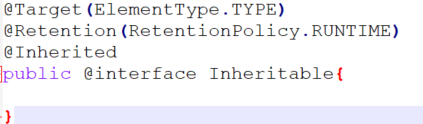 @Target(ElementType.TYPE)
@Retention(RetentionPolicy.RUNTIME)
@Inherited
public @interface Inheritable{
}